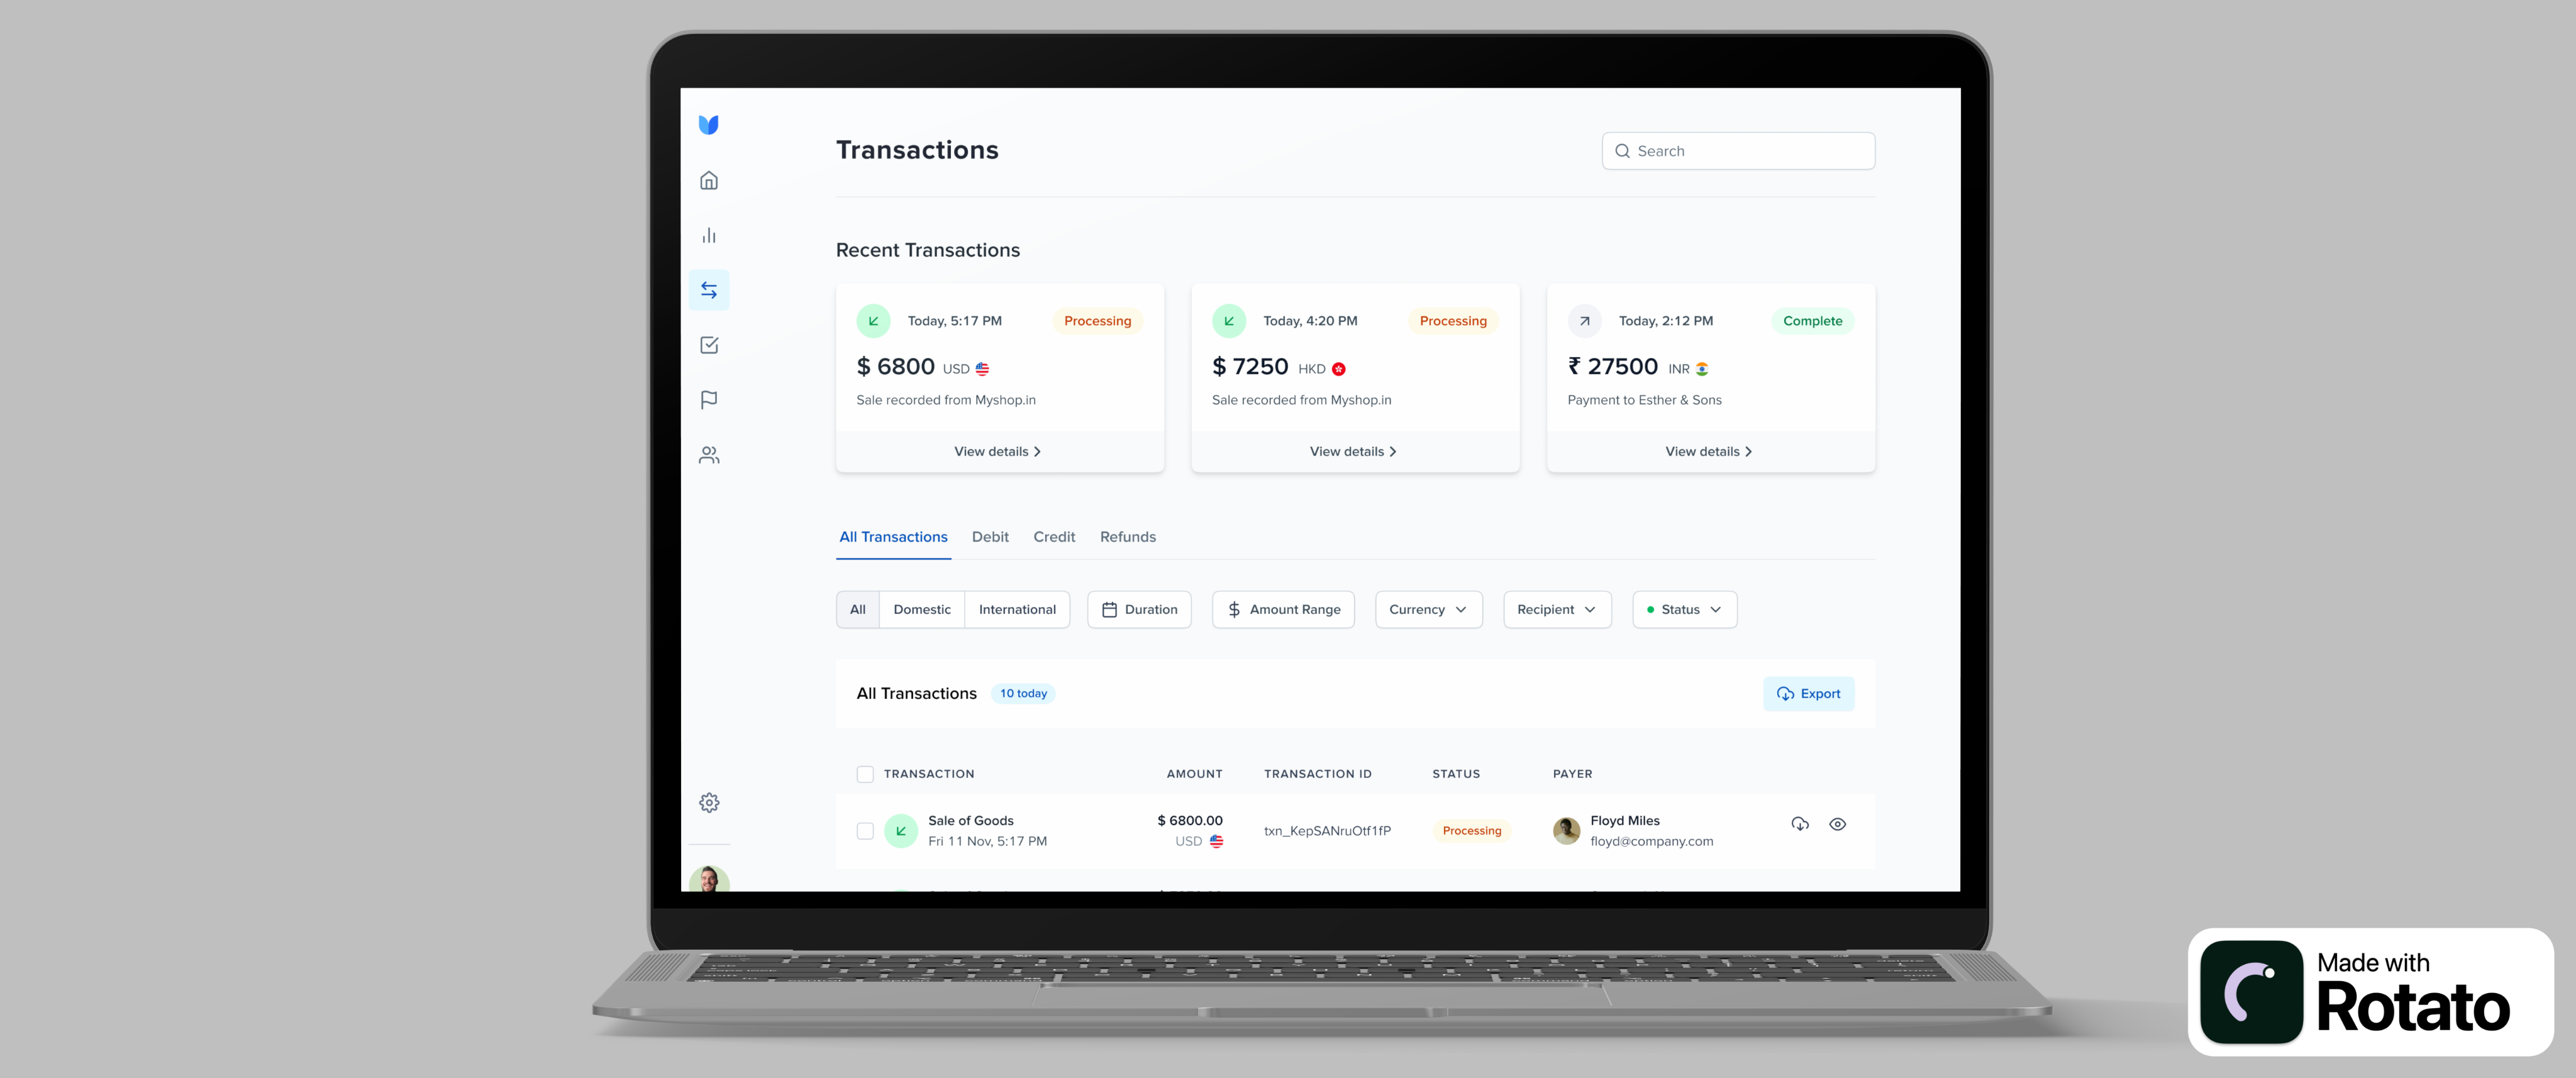 Transactions
Search
Recent Transactions
Today, 5:17 PM Processing
$ 6800 USD
Sale recorded from Myshop.in
View details
Today, 4:20 PM Processing
$ 7250 HKD
Sale recorded from Myshop.in
View details
Today, 2:12 PM Complete
₹ 27500 INR
Payment to Esther & Sons
View details
All Transactions Debit Credit Refunds
All Domestic International Duration Amount Range Currency Recipient Status
All Transactions 10 today Export
TRANSACTION AMOUNT TRANSACTION ID STATUS PAYER
Sale of Goods $ 6800.00 txn_KepSANruOtf1fP Processing Floyd Miles
Fri 11 Nov, 5:17 PM USD floyd@company.com
Made with
Rotato